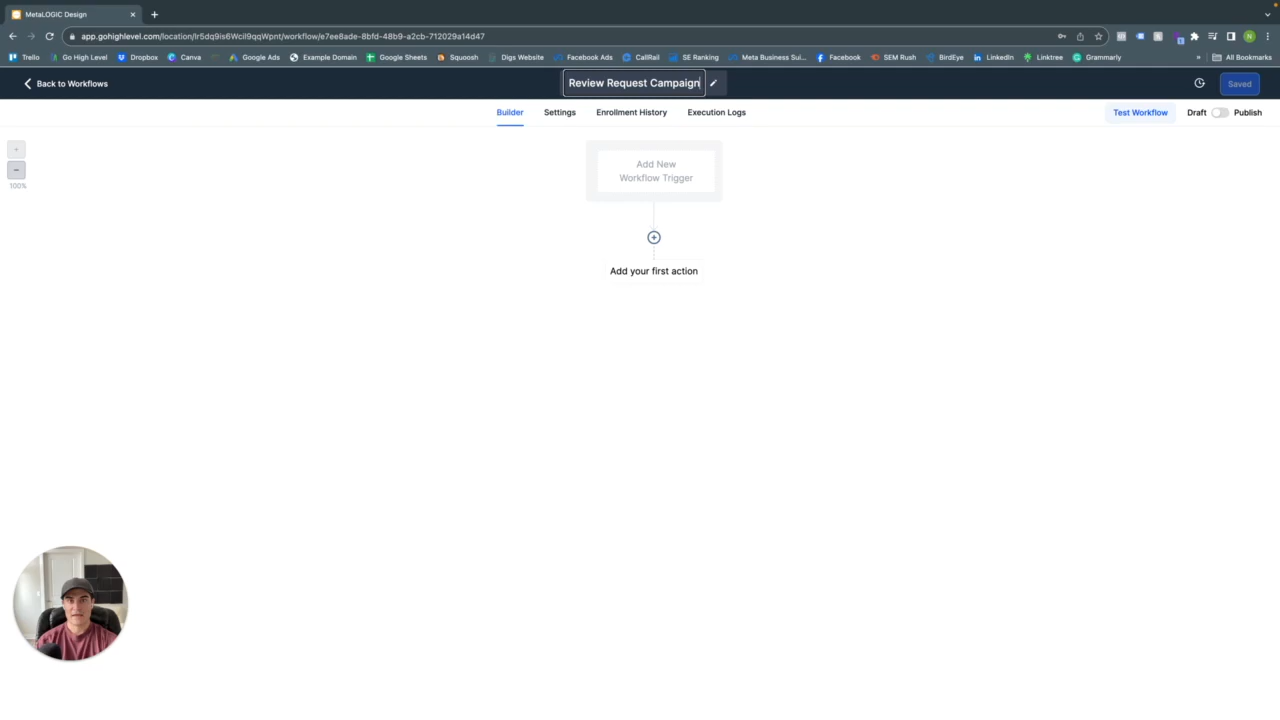 MetaLOGIC Design
app.gohighlevel.com/location/lr5dq9is6Wcil9qqWpnt/workflow/e7ee8ade-8bfd-48b9-a2cb-712029a14d47
Trello Go High Level Dropbox Canva Google Ads Example Domain Google Sheets Squoosh Digs Website Facebook Ads CallRail SE Ranking Meta Business Sui... Facebook SEM Rush BirdEye LinkedIn Linktree Grammarly » All Bookmarks
Back to Workflows Review Request Campaign Saved
Builder Settings Enrollment History Execution Logs Test Workflow Draft Publish
100%
Add New
Workflow Trigger
Add your first action